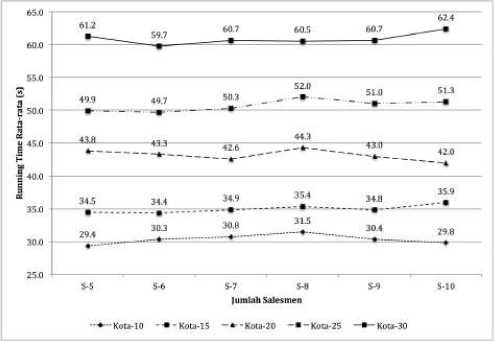 65.0
61.2 59.7 60.7 60.5 60.7 62.4
60.0
55.0
49.9 49.7 50.3 52.0 51.0 51.3
50.0
45.0
43.8 43.3 42.6 44.3 43.0 42.0
40.0
34.5 34.4 34.9 35.4 34.8 35.9
35.0
29.4 30.3 30.8 31.5 30.4 29.8
30.0
25.0
Running Time Rata-rata (s)
S-5 S-6 S-7 S-8 S-9 S-10
Jumlah Salesmen
Kota-10 Kota-15 Kota-20 Kota-25 Kota-30